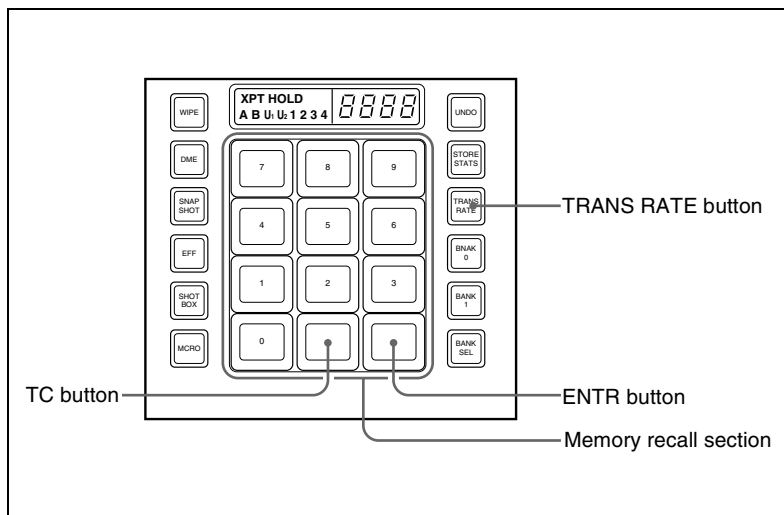 XPT HOLD
A B U1 U2 1 2 3 4
8888
WIPE
DME
SNAP
SHOT
EFF
SHOT
BOX
MCRO
7
8
9
4
5
6
1
2
3
0
UNDO
STORE
STATS
TRANS
RATE
BNAK
0
BANK
1
BANK
SEL
TRANS RATE button
TC button
ENTR button
Memory recall section